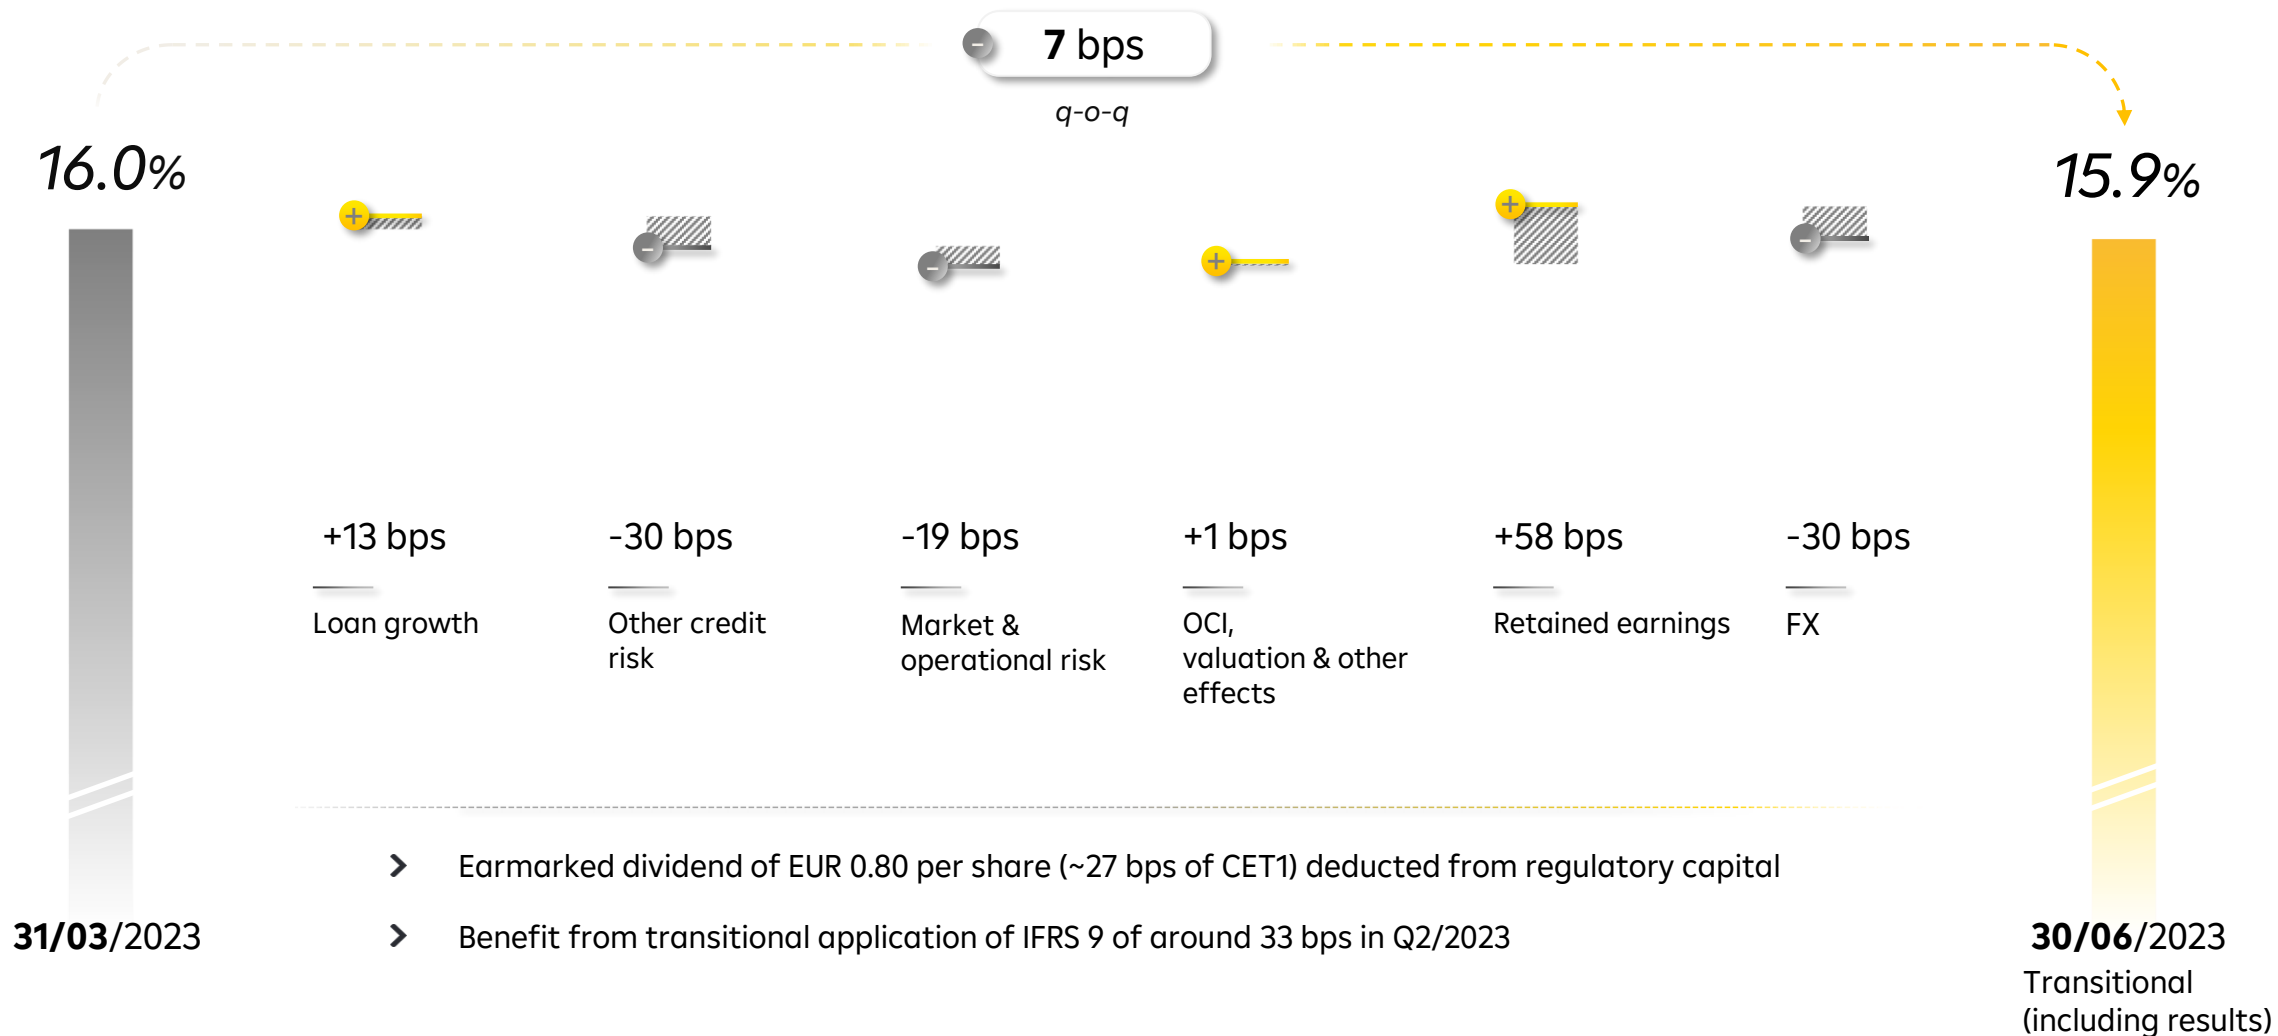 - 7 bps
q-o-q
16.0%
15.9%
+
-
-
+
+
-
+13 bps
-30 bps
-19 bps
+1 bps
+58 bps
-30 bps
Loan growth
Other credit
risk
Market &
operational risk
OCI,
valuation & other
effects
Retained earnings
FX
Earmarked dividend of EUR 0.80 per share (~27 bps of CET1) deducted from regulatory capital
Benefit from transitional application of IFRS 9 of around 33 bps in Q2/2023
31/03/2023
30/06/2023
Transitional
(including results)